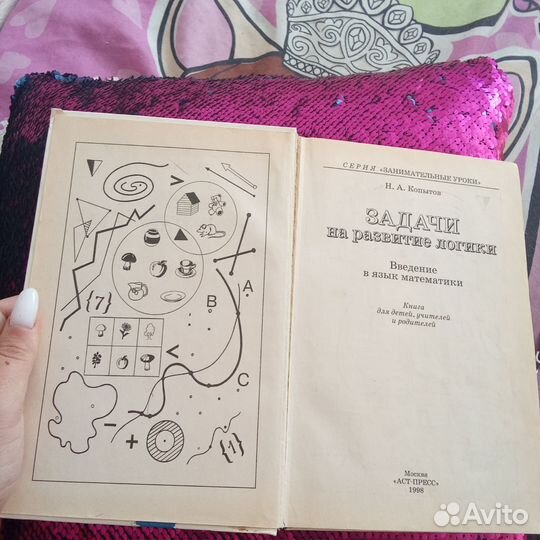 СЕРИЯ «ЗАНИМАТЕЛЬНЫЕ УРОКИ»
Н. А. Копытов
ЗАДАЧИ
на развитие логики
Введение
в язык математики
Книга
для детей, учителей
и родителей
Москва
«АСТ-ПРЕСС»
1998
>
A
B
{7}
<
C
−
+
{1}
Avito